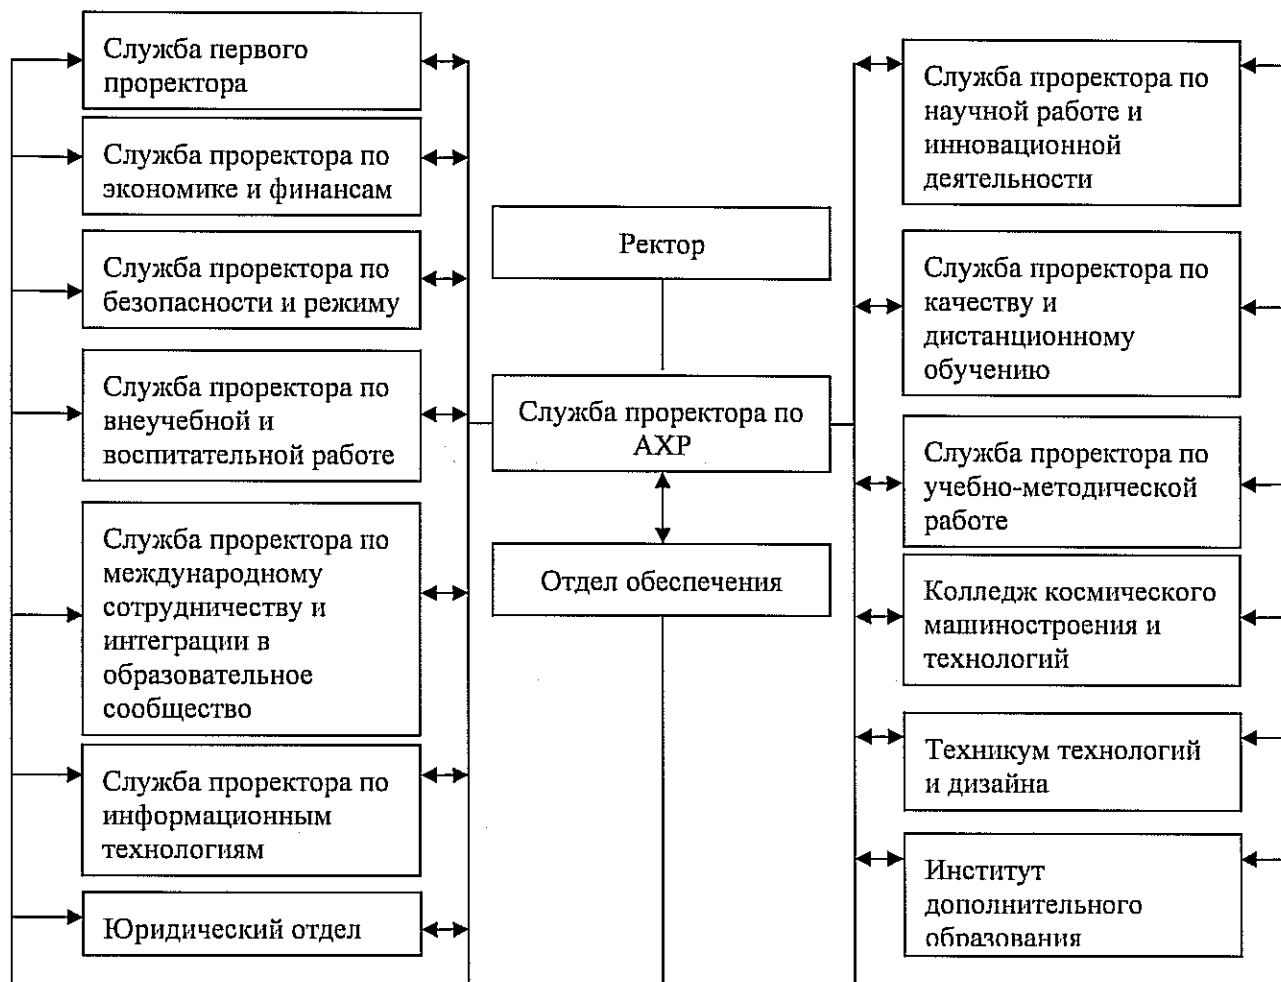 Служба первого
проректора
Служба проректора по
экономике и финансам
Служба проректора по
безопасности и режиму
Служба проректора по
внеучебной и
воспитательной работе
Служба проректора по
международному
сотрудничеству и
интеграции в
образовательное
сообщество
Служба проректора по
информационным
технологиям
Юридический отдел
Ректор
Служба проректора по
АХР
Отдел обеспечения
Служба проректора по
научной работе и
инновационной
деятельности
Служба проректора по
качеству и
дистанционному
обучению
Служба проректора по
учебно-методической
работе
Колледж космического
машиностроения и
технологий
Техникум технологий
и дизайна
Институт
дополнительного
образования